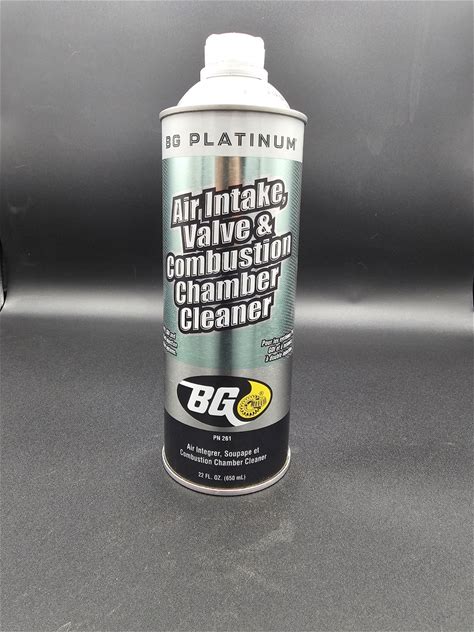 BG PLATINUM
Air Intake,
Valve &
Combustion
Chamber
Cleaner
BG
PN 261
Air Integrer, Soupape et
Combustion Chamber Cleaner
22 FL. OZ. (650 mL)